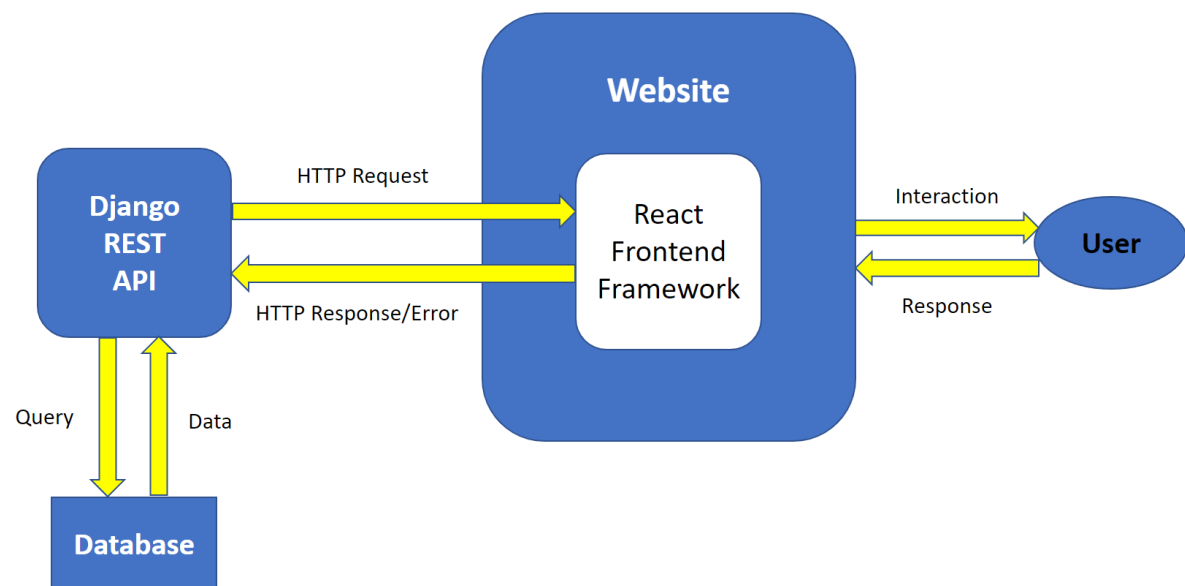 Website
HTTP Request
Django
REST
API
React
Frontend
Framework
Interaction
User
HTTP Response/Error
Response
Query
Data
Database